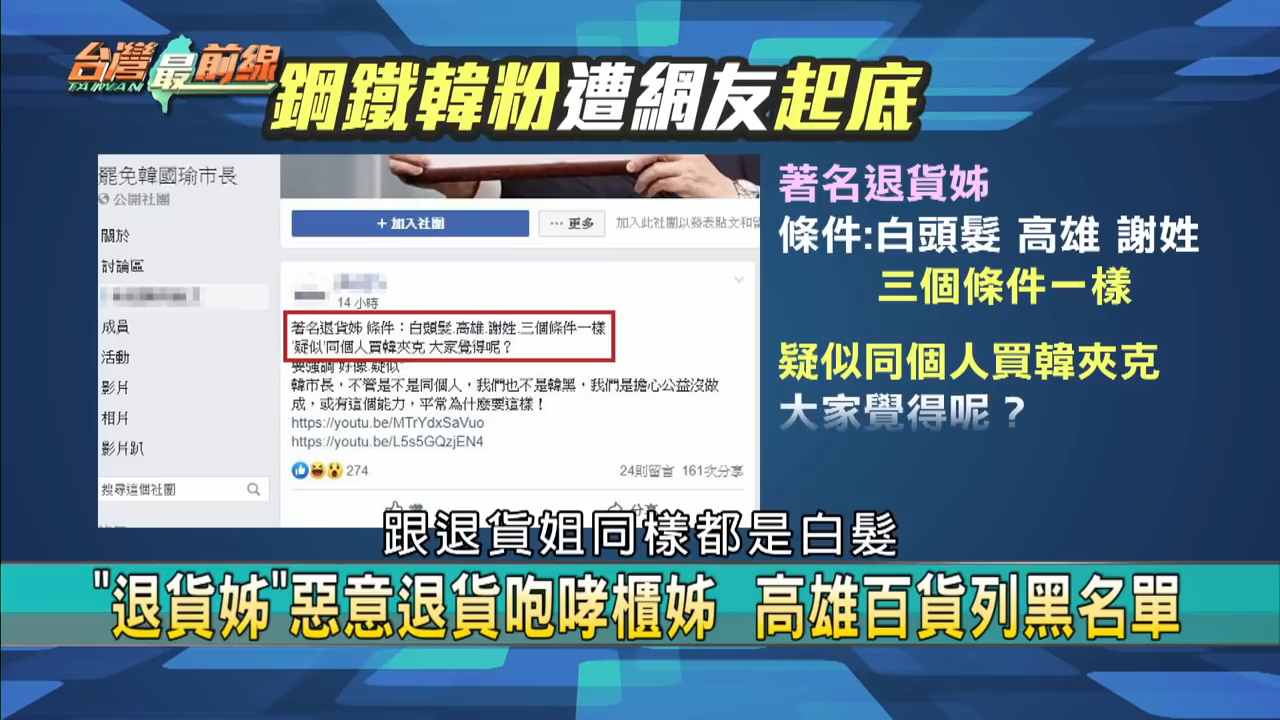 台灣最前線
TAIWAN
鋼鐵韓粉遭網友起底
罷免韓國瑜市長
公開社團
關於
討論區
成員
活動
影片
相片
影片趴
搜尋這個社團
+ 加入社團
··· 更多
加入此社團以發表貼文和留
14 小時
著名退貨姊 條件：白頭髮.高雄.謝姓.三個條件一樣
'疑似'同個人買韓夾克 大家覺得呢？
要強調"好像.疑似"
韓市長，不管是不是同個人，我們也不是韓黑，我們是擔心公益沒做
成，或有這個能力，平常為什麼要這樣！
https://youtu.be/MTrYdxSaVuo
https://youtu.be/L5s5GQzjEN4
274
24則留言 161次分享
讚
分享
著名退貨姊
條件:白頭髮 高雄 謝姓
三個條件一樣
疑似同個人買韓夾克
大家覺得呢？
跟退貨姐同樣都是白髮
"退貨姊"惡意退貨咆哮櫃姊 高雄百貨列黑名單